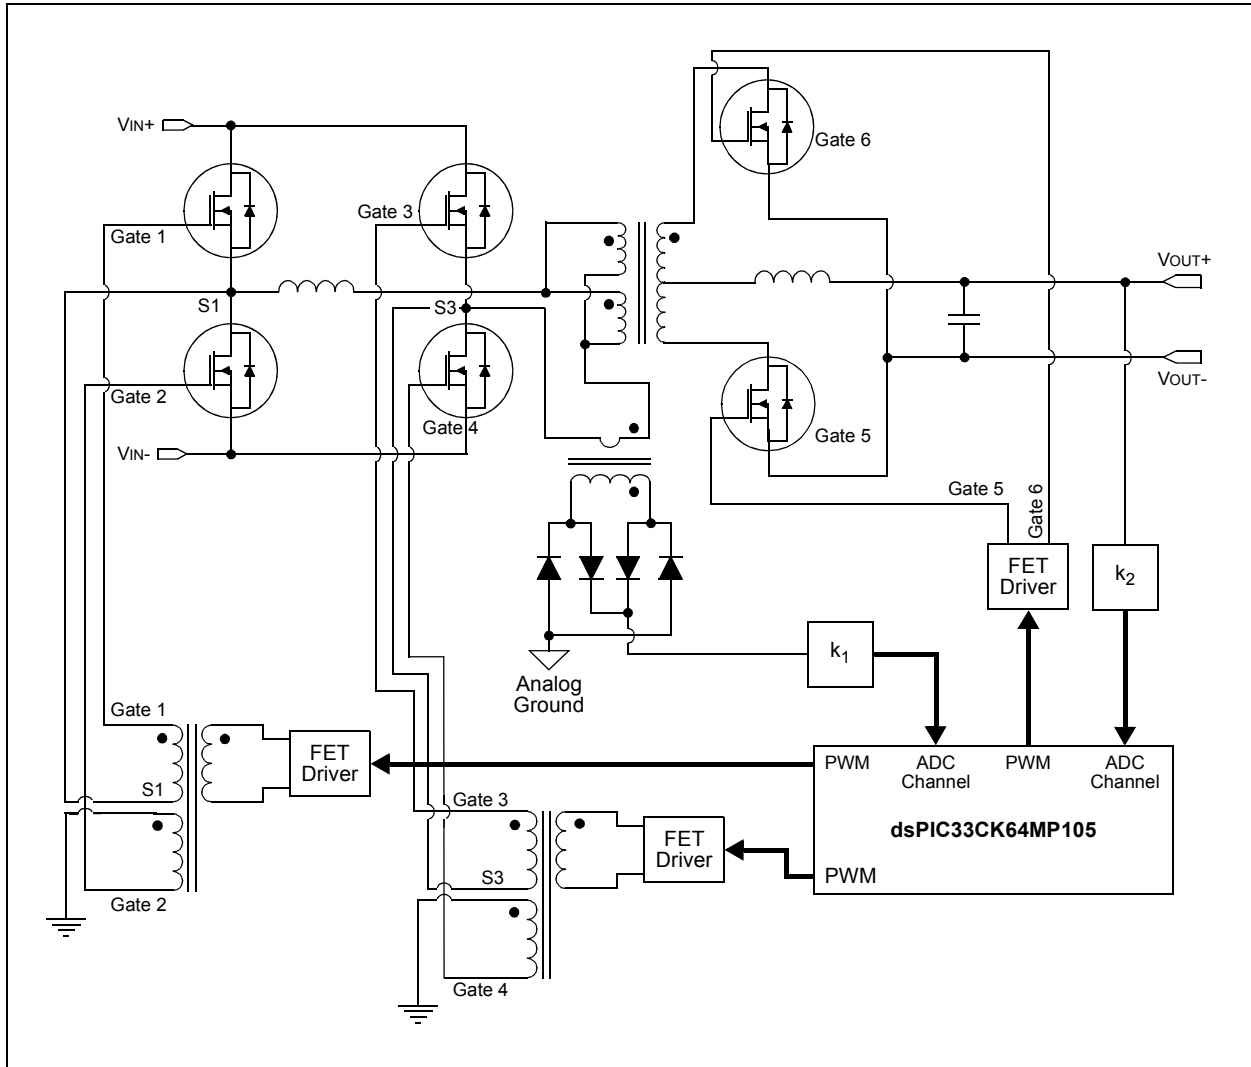 VIN+
Gate 1
Gate 3
Gate 6
VOUT+
S1
S3
Gate 2
Gate 4
VOUT-
Gate 5
VIN-
Gate 5
Gate 6
FET
Driver
k2
k1
Analog
Ground
Gate 1
S1
Gate 2
FET
Driver
PWM
ADC
Channel
PWM
ADC
Channel
dsPIC33CK64MP105
PWM
Gate 3
S3
Gate 4
FET
Driver